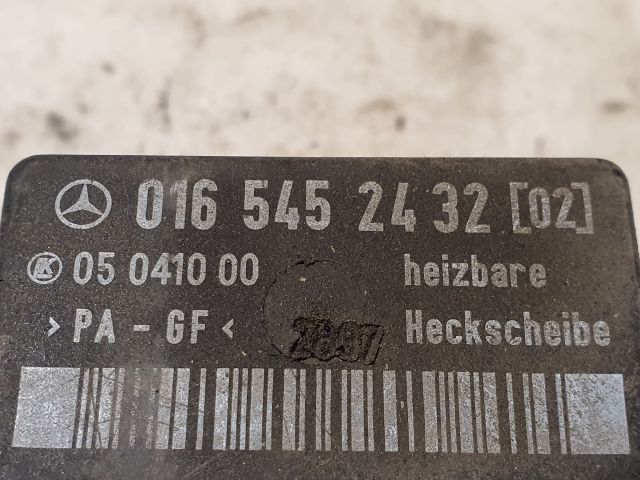 016 545 24 32 [02]
K 05 0410 00 heizbare
> PA - GF < Heckscheibe